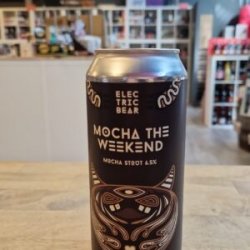 ELEC
TRIC
BEAR
MOCHA THE
WEEKEND
MOCHA STOUT 6.5%